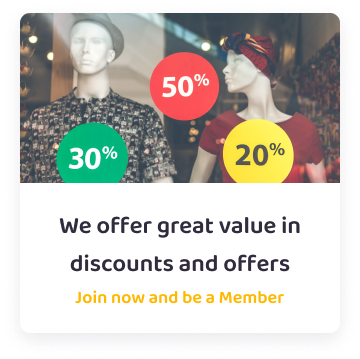 50%
30%
20%
We offer great value in
discounts and offers
Join now and be a Member